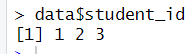 > data$student_id
[1] 1 2 3
>